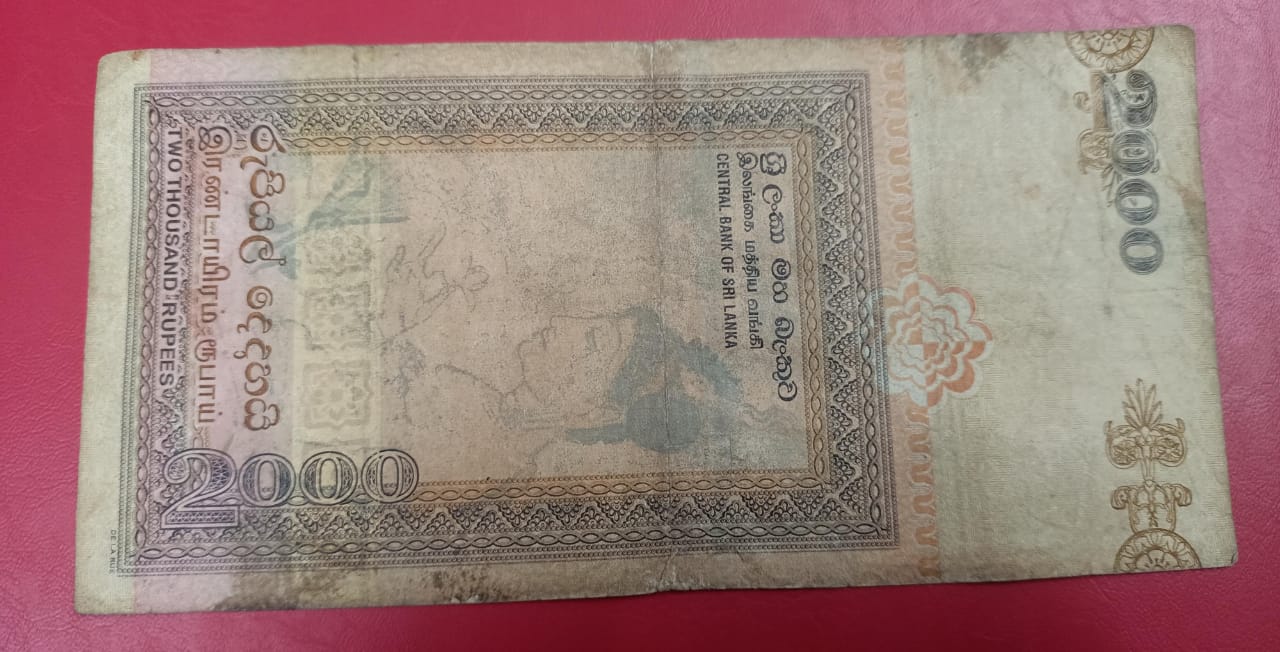 ශ්‍රී ලංකා මහ බැංකුව
இலங்கை மத்திய வங்கி
CENTRAL BANK OF SRI LANKA
2000
රුපියල් දෙදහසයි
இரண்டாயிரம் ரூபாய்
TWO THOUSAND RUPEES
2000
DE LA RUE